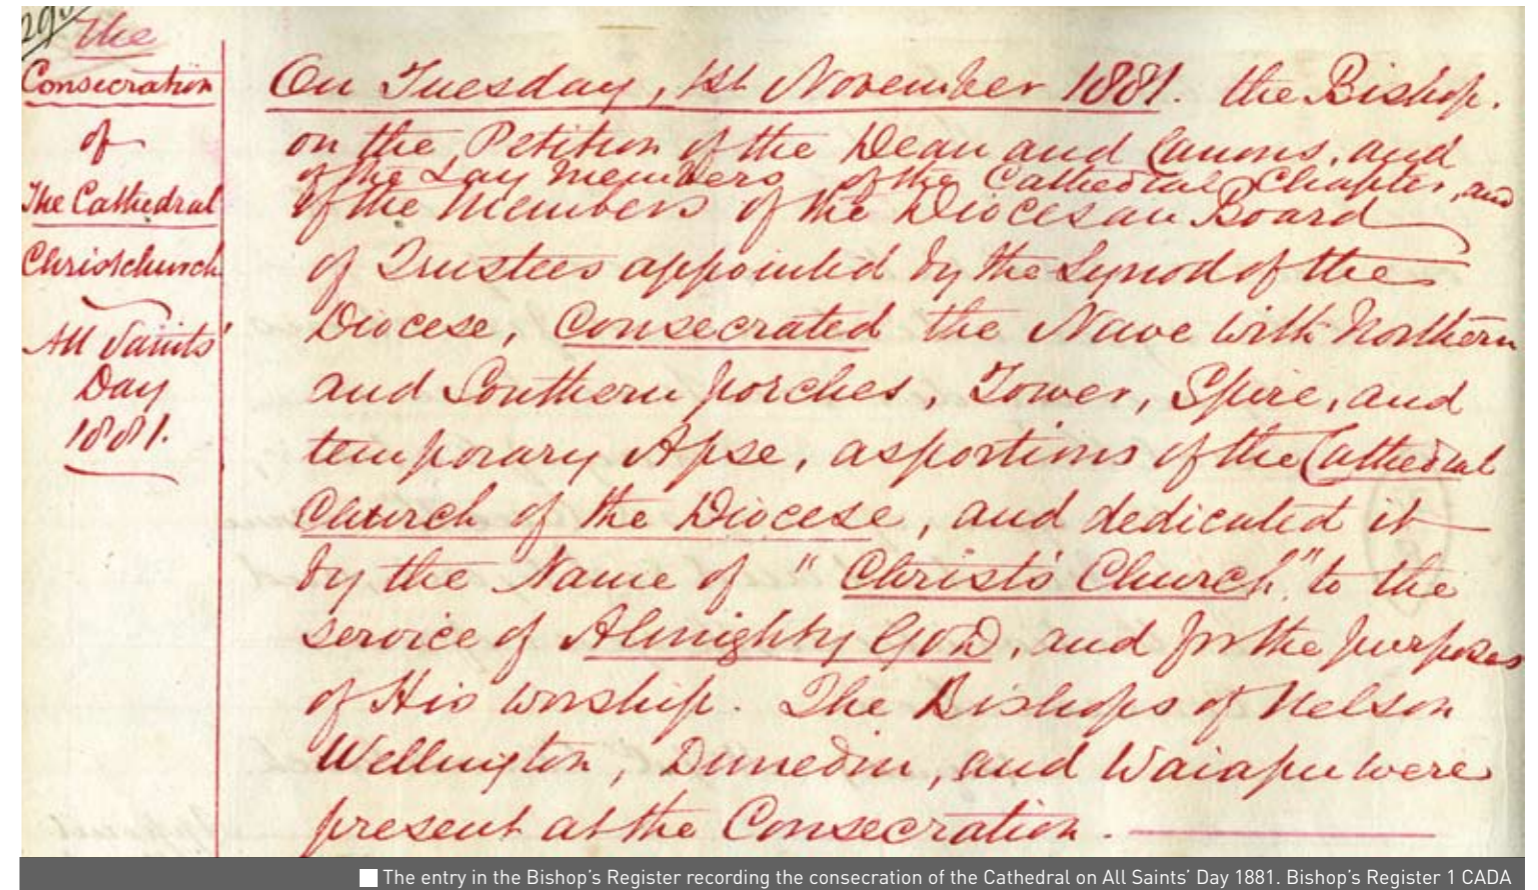 290
The
Consecration
of
The Cathedral
Christchurch
All Saints'
Day
1881.
On Tuesday, 1st November 1881. the Bishop.
on the Petition of the Dean and Canons, and
of the Lay Members of the Cathedral Chapter, and
of the Members of the Diocesan Board
of Trustees appointed by the Synod of the
Diocese, Consecrated the Nave with Northern
and Southern porches, Tower, Spire, and
temporary Apse, as portions of the Cathedral
Church of the Diocese, and dedicated it
by the Name of "Christ's Church" to the
service of Almighty GOD, and for the purposes
of His worship. The Bishops of Nelson
Wellington, Dunedin, and Waiapu were
present at the Consecration.
The entry in the Bishop's Register recording the consecration of the Cathedral on All Saints' Day 1881. Bishop's Register 1 CADA